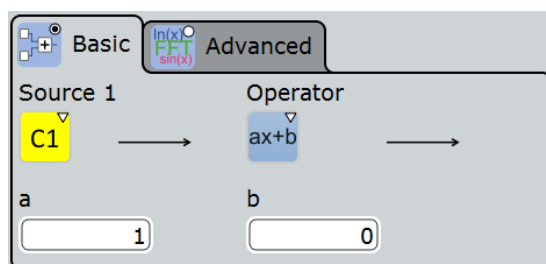 Basic
ln(x)
FFT
sin(x)
Advanced
Source 1
Operator
C1
ax+b
a
b
1
0